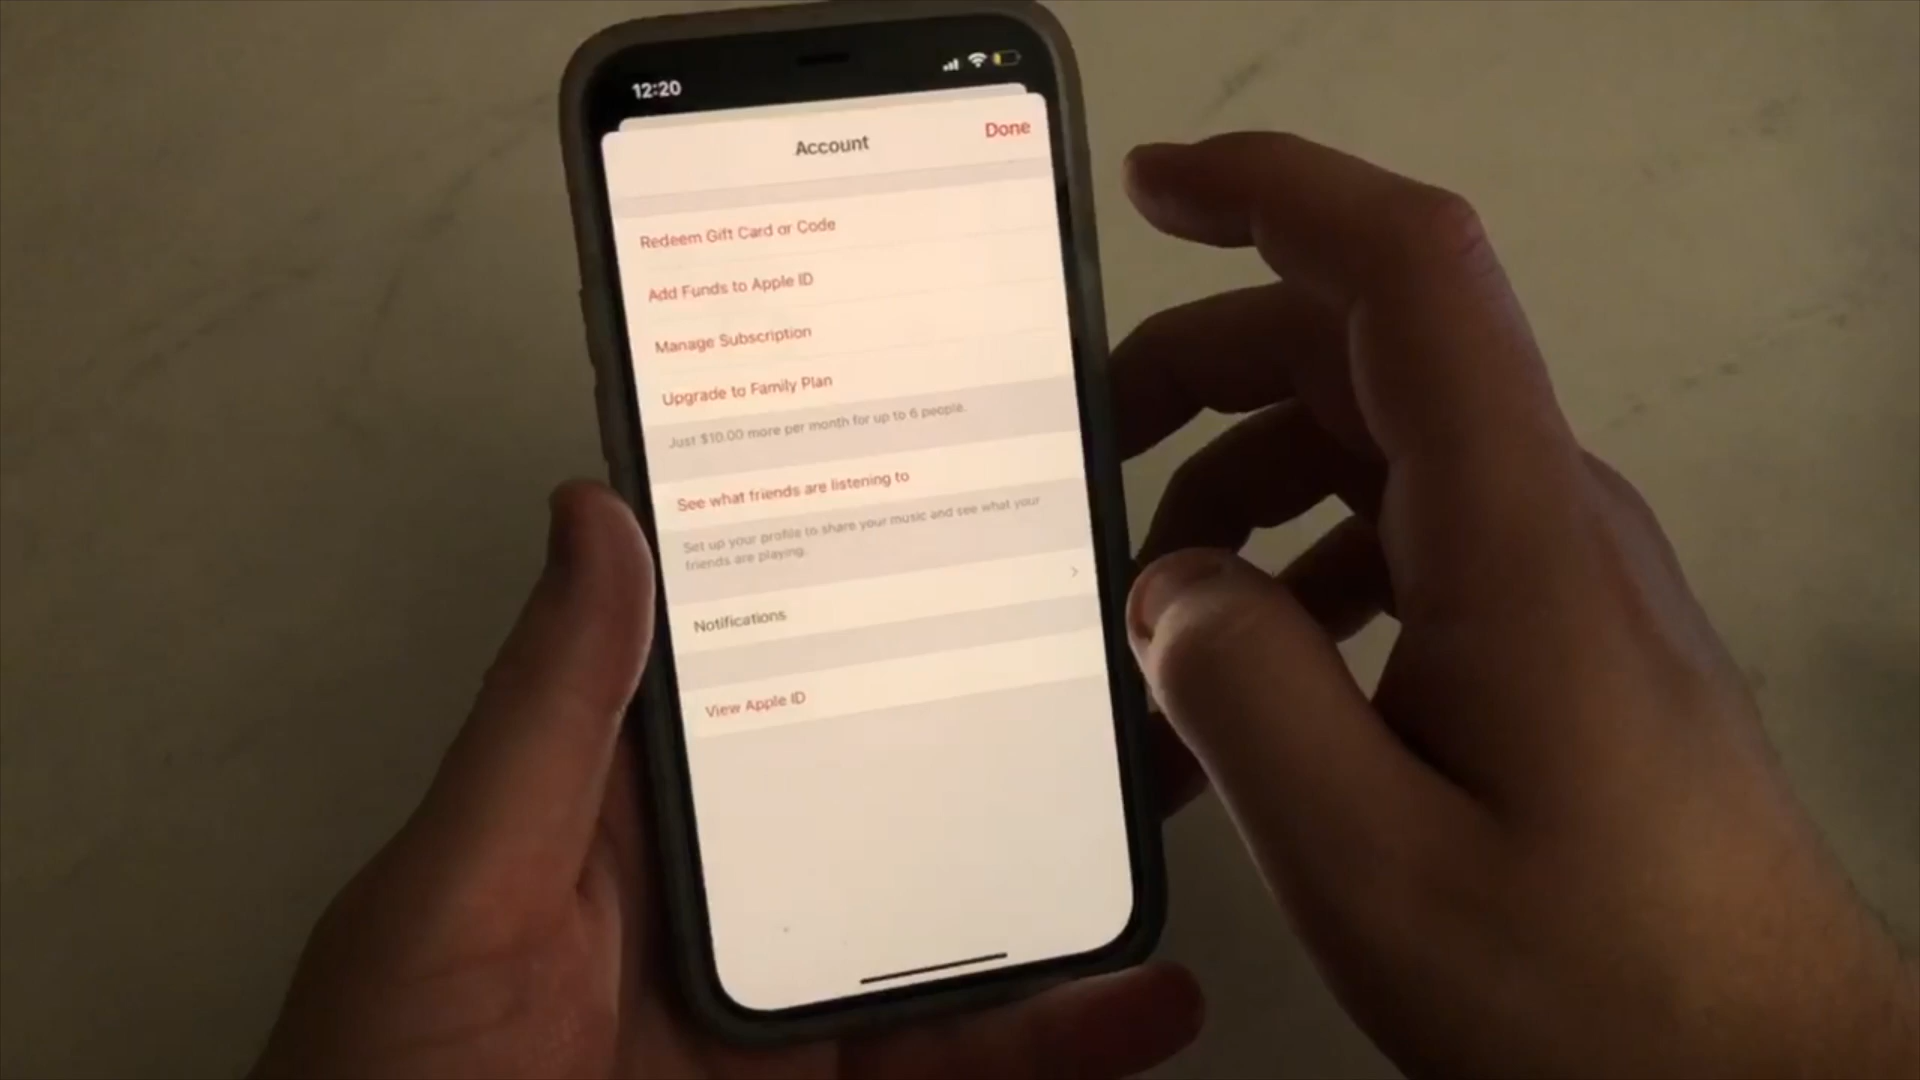 12:20
Account
Done
Redeem Gift Card or Code
Add Funds to Apple ID
Manage Subscription
Upgrade to Family Plan
Just $10.00 more per month for up to 6 people.
See what friends are listening to
Set up your profile to share your music and see what your
friends are playing.
Notifications
View Apple ID